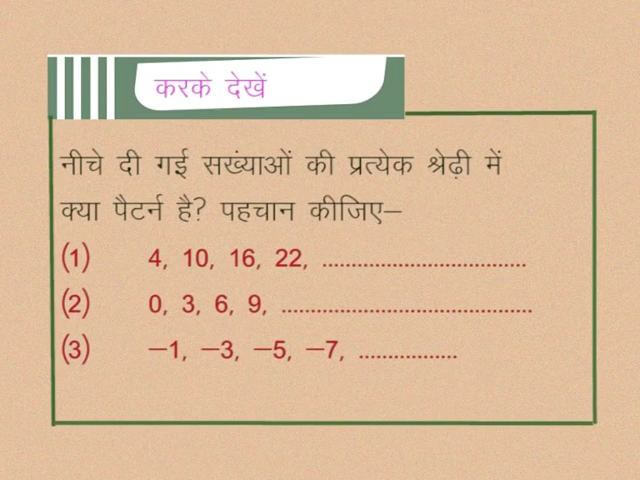 करके देखें
नीचे दी गई सख्ंयाओं की प्रत्येक श्रेढ़ी में
क्या पैटर्न है? पहचान कीजिए–
(1) 4, 10, 16, 22, ...................................
(2) 0, 3, 6, 9, ...........................................
(3) –1, –3, –5, –7, .................